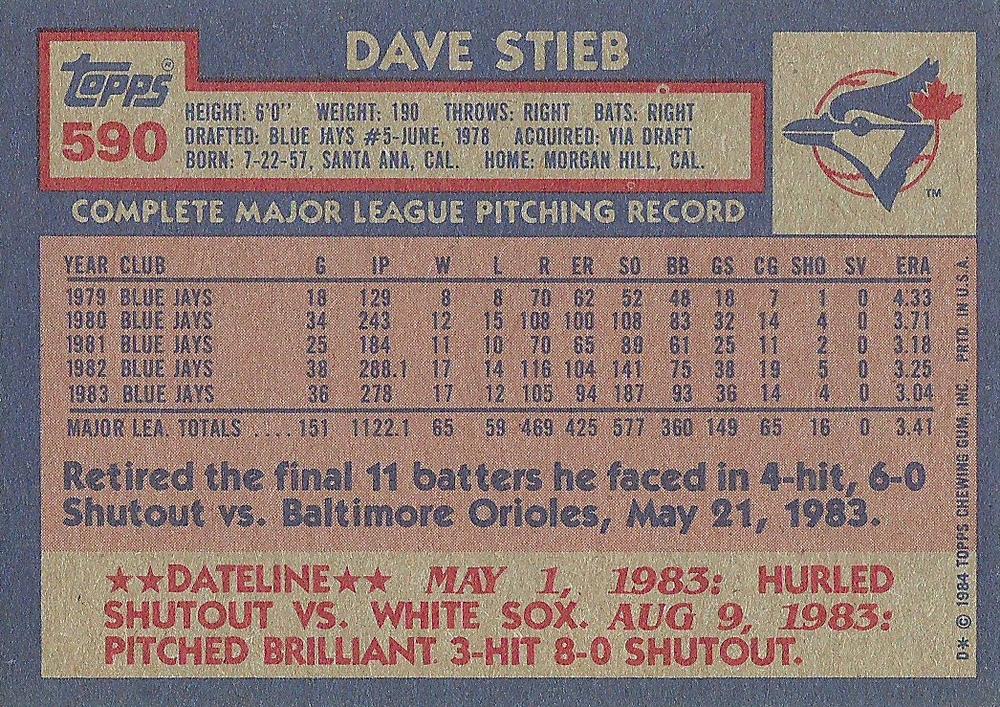 DAVE STIEB
Topps®
590
HEIGHT: 6'0" WEIGHT: 190 THROWS: RIGHT BATS: RIGHT
DRAFTED: BLUE JAYS #5-JUNE, 1978 ACQUIRED: VIA DRAFT
BORN: 7-22-57, SANTA ANA, CAL. HOME: MORGAN HILL, CAL.
TM
COMPLETE MAJOR LEAGUE PITCHING RECORD
YEAR CLUB G IP W L R ER SO BB GS CG SHO SV ERA
1979 BLUE JAYS 18 129 8 8 70 62 52 48 18 7 1 0 4.33
1980 BLUE JAYS 34 243 12 15 108 100 108 83 32 14 4 0 3.71
1981 BLUE JAYS 25 184 11 10 70 65 89 61 25 11 2 0 3.18
1982 BLUE JAYS 38 288.1 17 14 116 104 141 75 38 19 5 0 3.25
1983 BLUE JAYS 36 278 17 12 105 94 187 93 36 14 4 0 3.04
MAJOR LEA. TOTALS .... 151 1122.1 65 59 469 425 577 360 149 65 16 0 3.41
Retired the final 11 batters he faced in 4-hit, 6-0
Shutout vs. Baltimore Orioles, May 21, 1983.
★★DATELINE★★ MAY 1, 1983: HURLED
SHUTOUT VS. WHITE SOX. AUG 9, 1983:
PITCHED BRILLIANT 3-HIT 8-0 SHUTOUT.
D* © 1984 TOPPS CHEWING GUM, INC. PRTD. IN U.S.A.